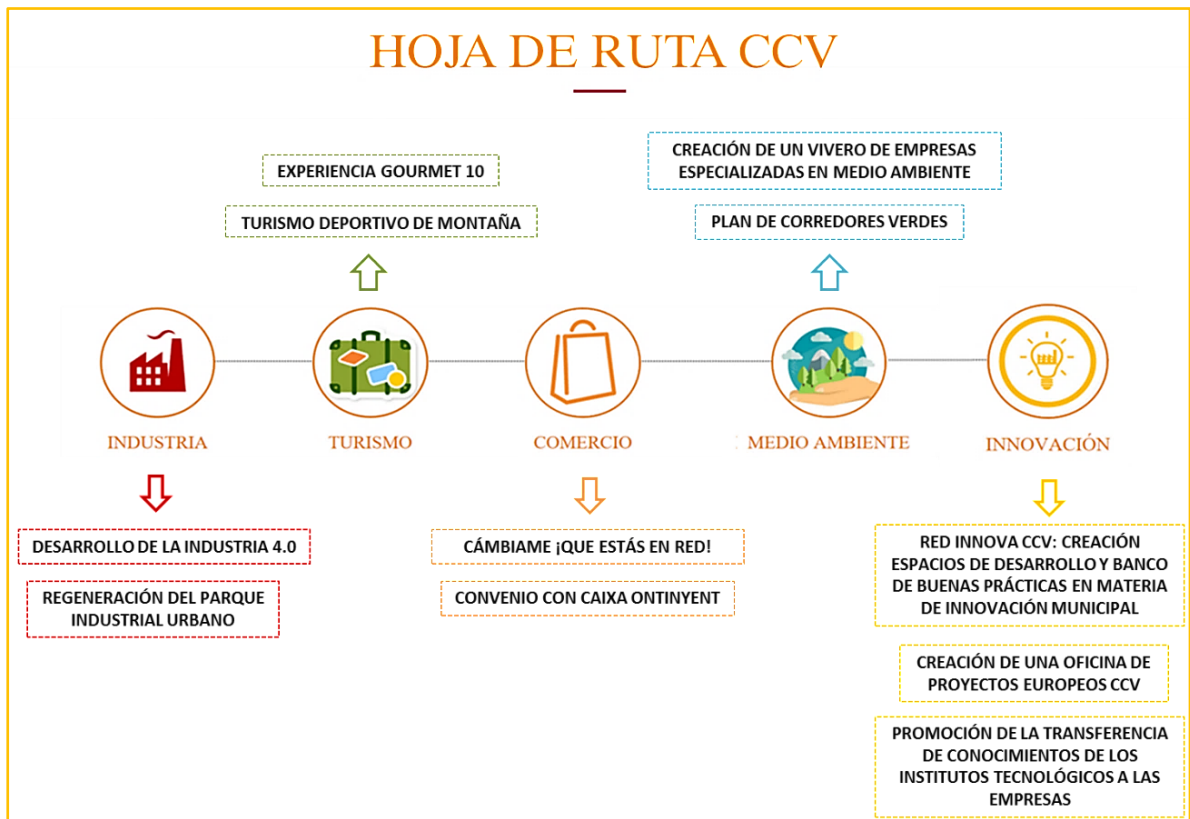 HOJA DE RUTA CCV
EXPERIENCIA GOURMET 10
TURISMO DEPORTIVO DE MONTAÑA
CREACIÓN DE UN VIVERO DE EMPRESAS
ESPECIALIZADAS EN MEDIO AMBIENTE
PLAN DE CORREDORES VERDES
INDUSTRIA
TURISMO
COMERCIO
MEDIO AMBIENTE
INNOVACIÓN
DESARROLLO DE LA INDUSTRIA 4.0
REGENERACIÓN DEL PARQUE
INDUSTRIAL URBANO
CÁMBIAME ¡QUE ESTÁS EN RED!
CONVENIO CON CAIXA ONTINYENT
RED INNOVA CCV: CREACIÓN
ESPACIOS DE DESARROLLO Y BANCO
DE BUENAS PRÁCTICAS EN MATERIA
DE INNOVACIÓN MUNICIPAL
CREACIÓN DE UNA OFICINA DE
PROYECTOS EUROPEOS CCV
PROMOCIÓN DE LA TRANSFERENCIA
DE CONOCIMIENTOS DE LOS
INSTITUTOS TECNOLÓGICOS A LAS
EMPRESAS